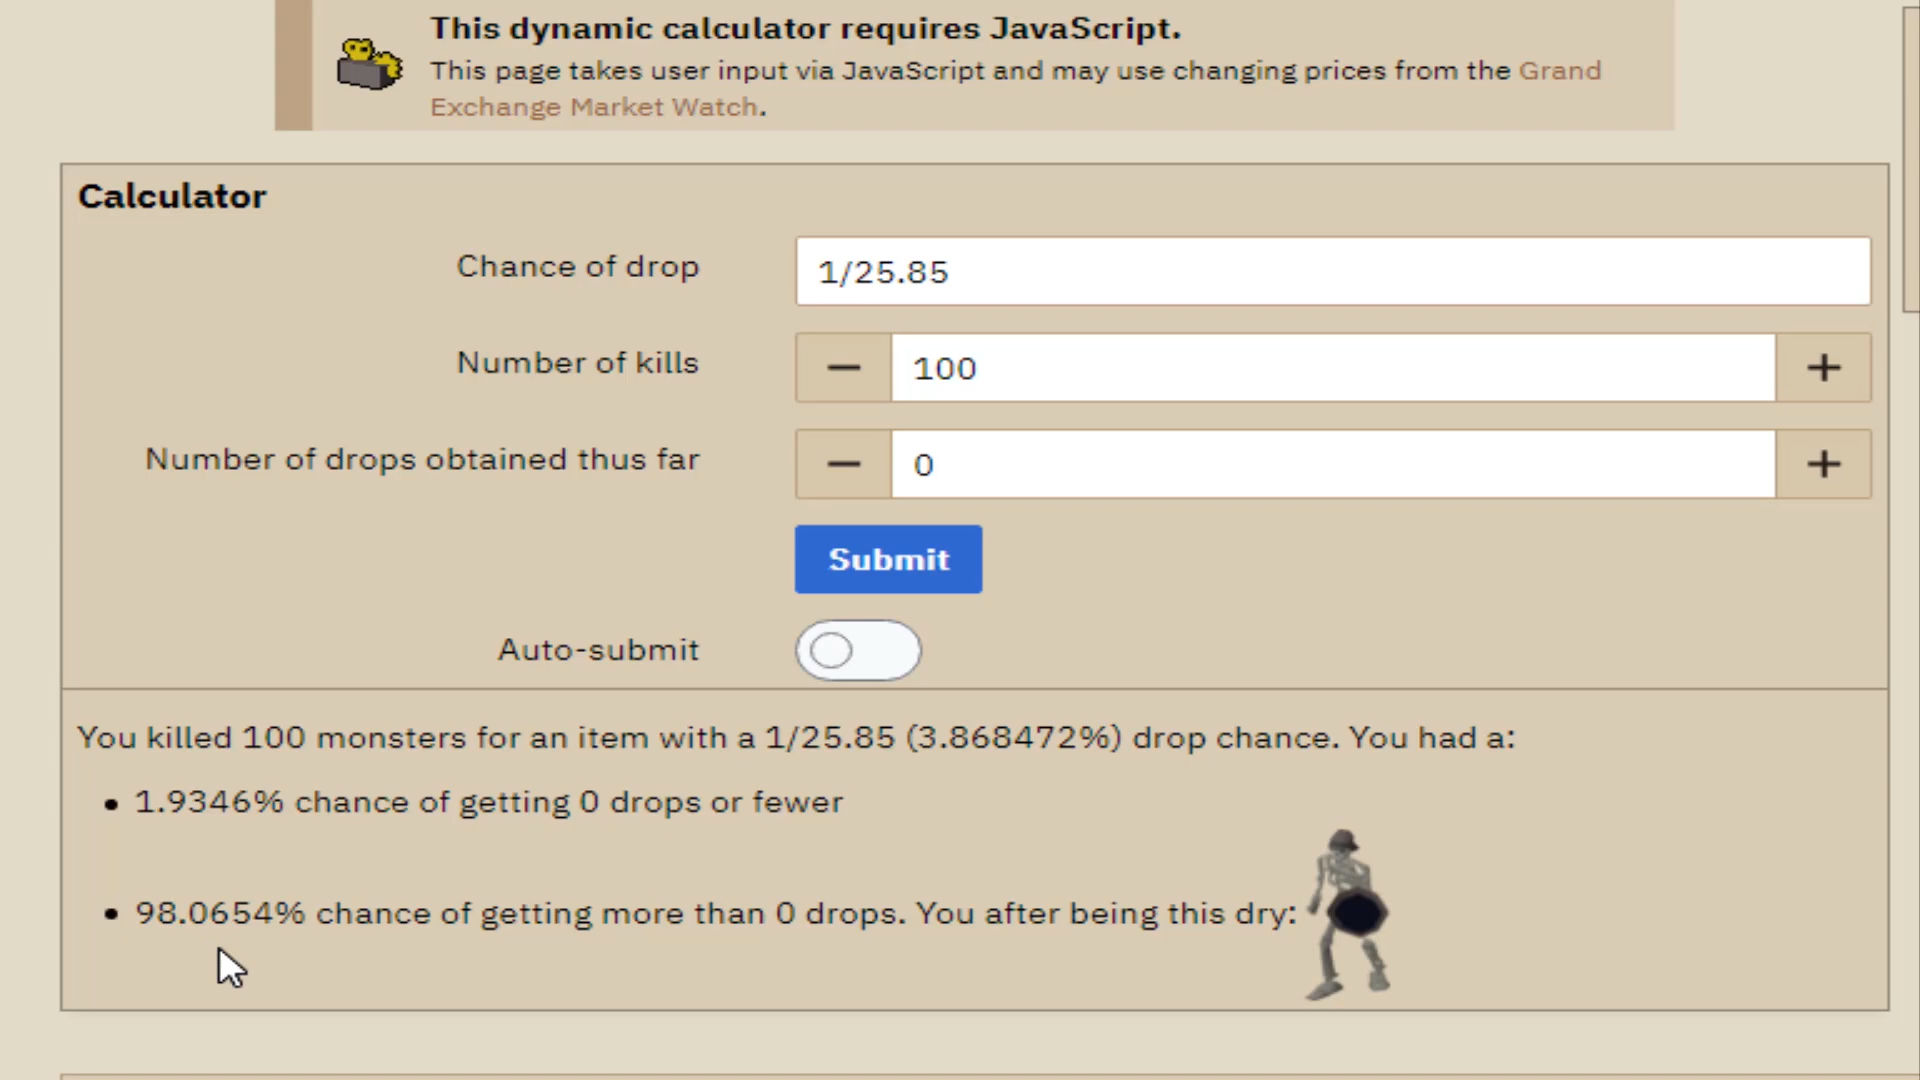 This dynamic calculator requires JavaScript.
This page takes user input via JavaScript and may use changing prices from the Grand
Exchange Market Watch.
Calculator
Chance of drop
1/25.85
Number of kills
100
Number of drops obtained thus far
0
Submit
Auto-submit
You killed 100 monsters for an item with a 1/25.85 (3.868472%) drop chance. You had a:
• 1.9346% chance of getting 0 drops or fewer
• 98.0654% chance of getting more than 0 drops. You after being this dry: